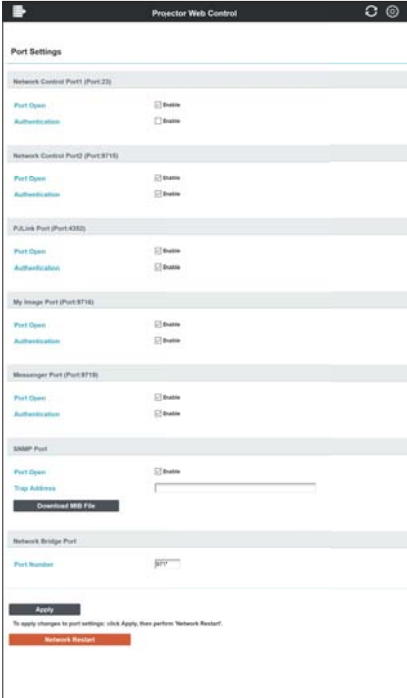 Projector Web Control
Port Settings
Network Control Port1 (Port:23)
Port Open Enable
Authentication Enable
Network Control Port2 (Port:9715)
Port Open Enable
Authentication Enable
PJLink Port (Port:4352)
Port Open Enable
Authentication Enable
My Image Port (Port:9716)
Port Open Enable
Authentication Enable
Messenger Port (Port:9719)
Port Open Enable
Authentication Enable
SNMP Port
Port Open Enable
Trap Address
Download MIB File
Network Bridge Port
Port Number
Apply
To apply changes to port settings: click Apply, then perform 'Network Restart'.
Network Restart